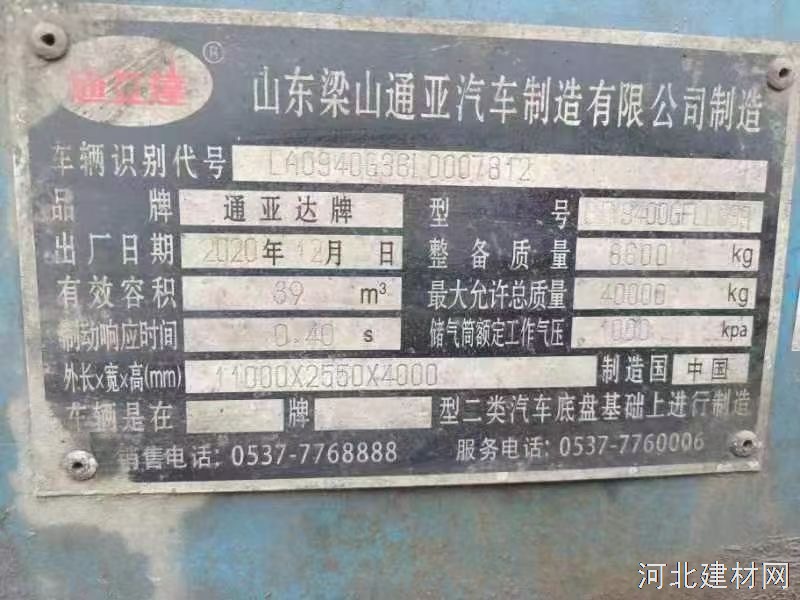 通亚达 ®
山东梁山通亚汽车制造有限公司制造
车辆识别代号 LA0940G36L0007812
品牌 通亚达牌 型号
出厂日期 2020年12月 日 整备质量 8600 kg
有效容积 39 m³ 最大允许总质量 40000 kg
制动响应时间 0.40 s 储气筒额定工作气压 1000 kpa
外长×宽×高(mm) 11000X2550X4000 制造国 中国
车辆是在 牌 型二类汽车底盘基础上进行制造
销售电话: 0537-7768888 服务电话: 0537-7760006
河北建材网